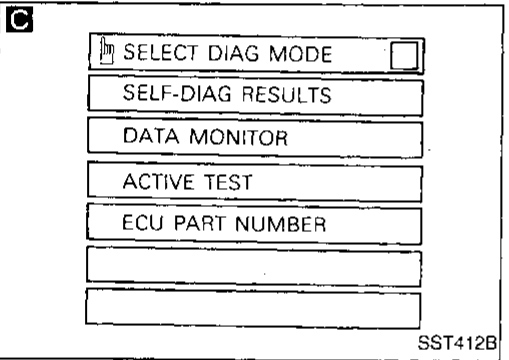 C
SELECT DIAG MODE
SELF-DIAG RESULTS
DATA MONITOR
ACTIVE TEST
ECU PART NUMBER
SST412B